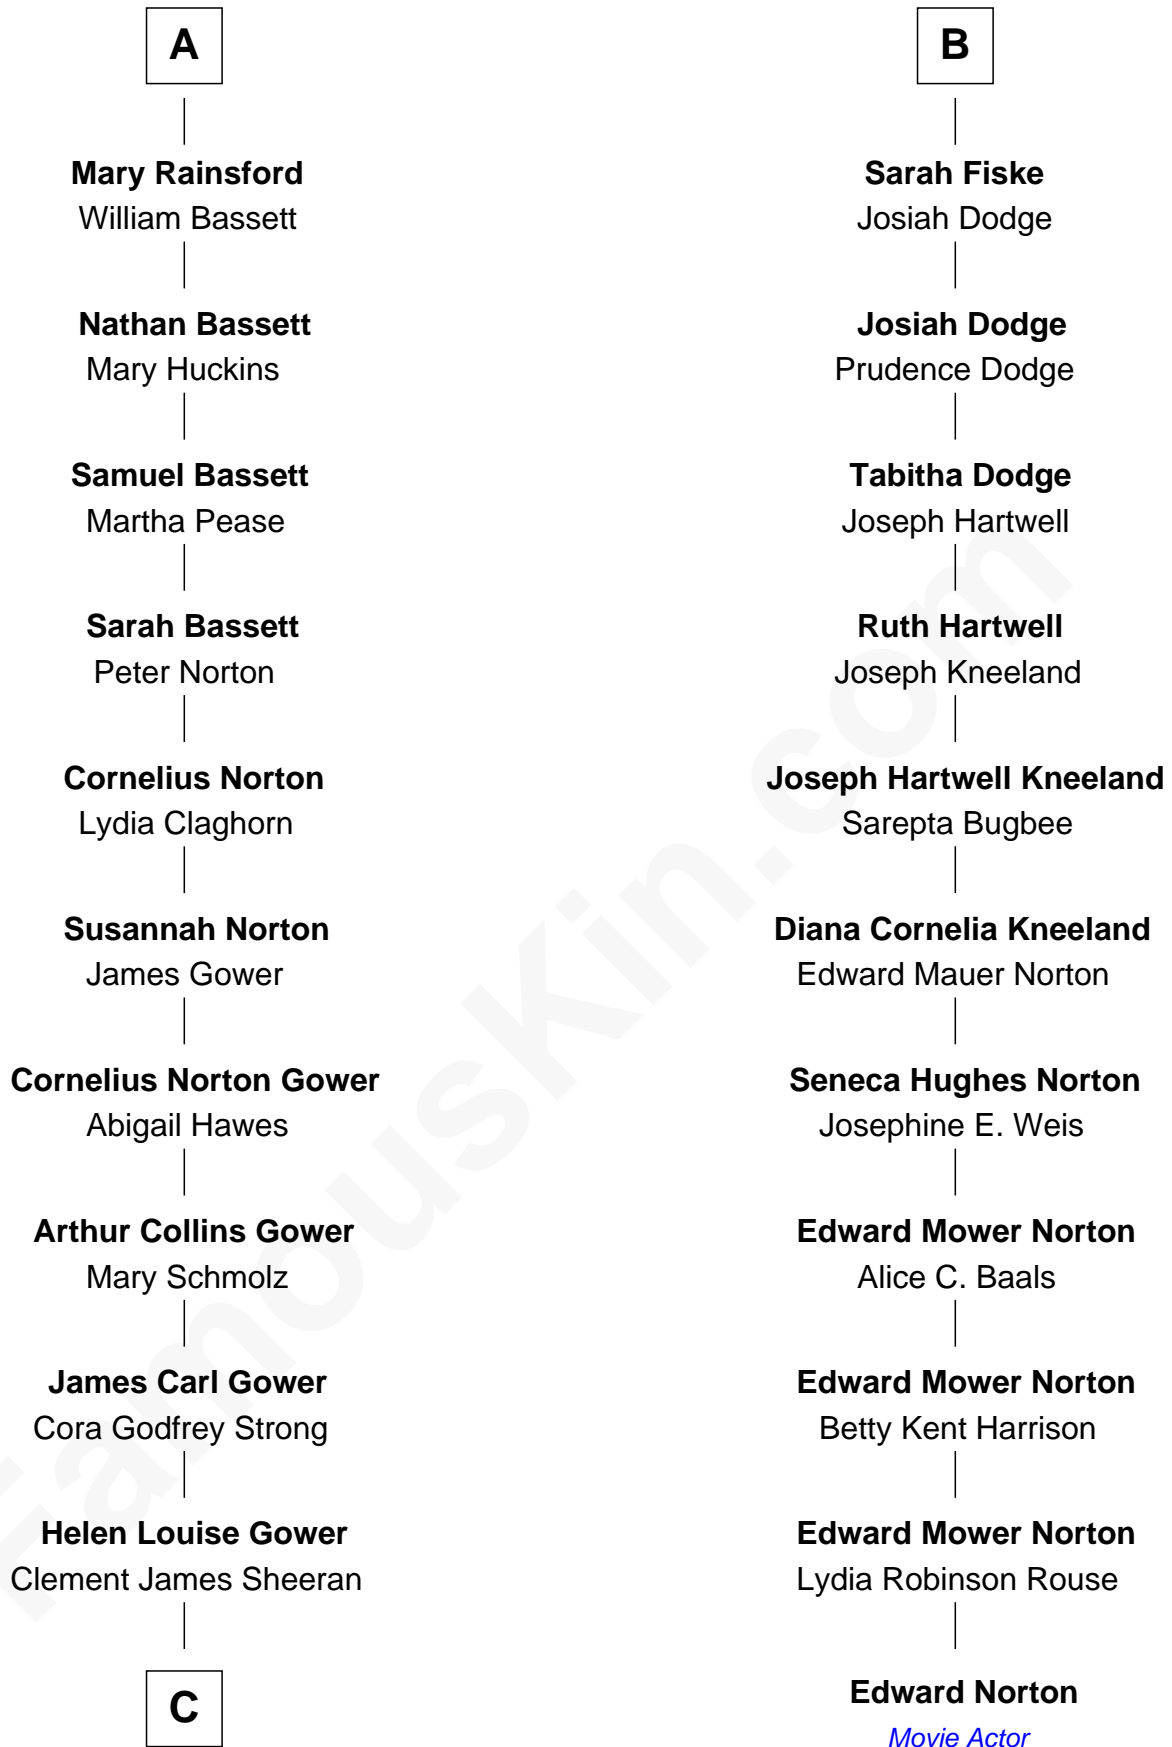 A
Mary Rainsford
William Bassett
Nathan Bassett
Mary Huckins
Samuel Bassett
Martha Pease
Sarah Bassett
Peter Norton
Cornelius Norton
Lydia Claghorn
Susannah Norton
James Gower
Cornelius Norton Gower
Abigail Hawes
Arthur Collins Gower
Mary Schmolz
James Carl Gower
Cora Godfrey Strong
Helen Louise Gower
Clement James Sheeran
C
B
Sarah Fiske
Josiah Dodge
Josiah Dodge
Prudence Dodge
Tabitha Dodge
Joseph Hartwell
Ruth Hartwell
Joseph Kneeland
Joseph Hartwell Kneeland
Sarepta Bugbee
Diana Cornelia Kneeland
Edward Mauer Norton
Seneca Hughes Norton
Josephine E. Weis
Edward Mower Norton
Alice C. Baals
Edward Mower Norton
Betty Kent Harrison
Edward Mower Norton
Lydia Robinson Rouse
Edward Norton
Movie Actor
FamousKin.com